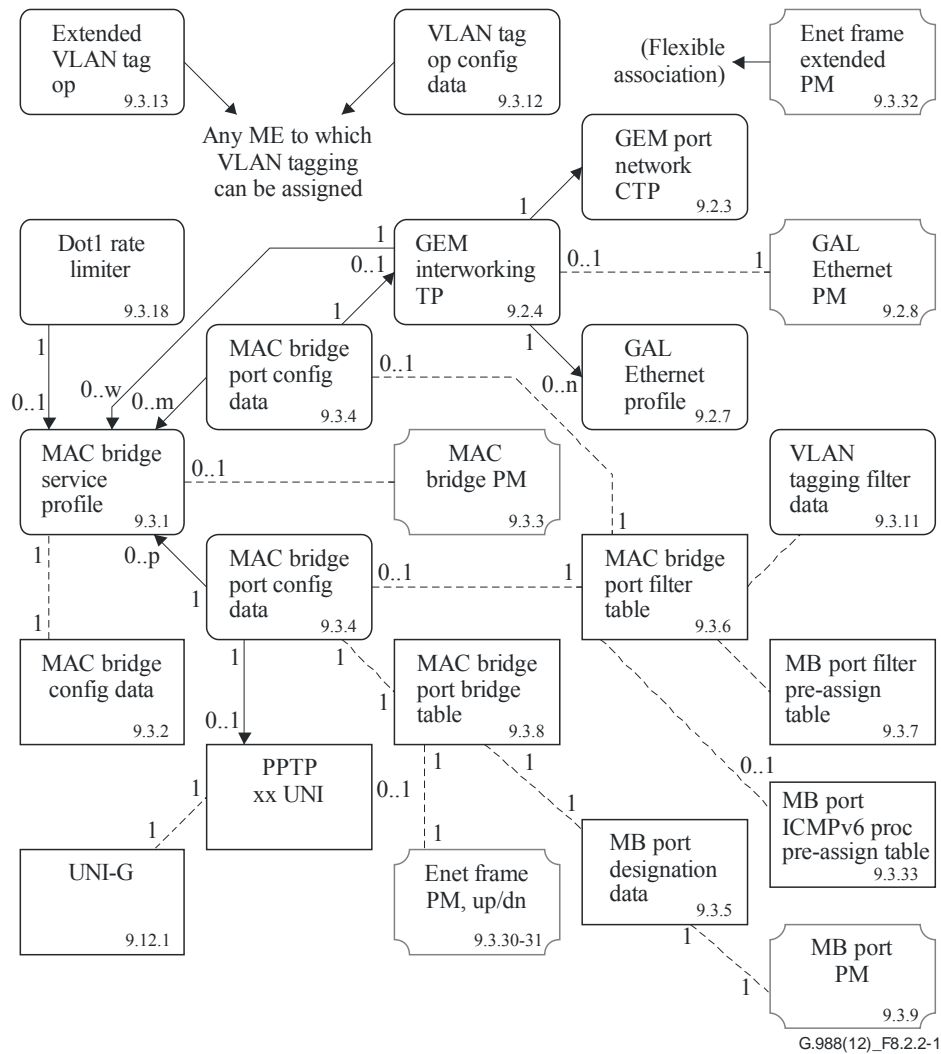 Extended
VLAN tag
op
9.3.13
VLAN tag
op config
data
9.3.12
(Flexible
association)
Enet frame
extended
PM
9.3.32
Any ME to which
VLAN tagging
can be assigned
GEM port
network
CTP
9.2.3
1
Dot1 rate
limiter
9.3.18
1
0..1
GEM
interworking
TP
9.2.4
0..1
1
GAL
Ethernet
PM
9.2.8
1
1
1
MAC bridge
port config
data
9.3.4
0..1
0..n
GAL
Ethernet
profile
9.2.7
0..1
0..w
0..m
MAC bridge
service
profile
9.3.1
0..1
MAC
bridge PM
9.3.3
1
VLAN
tagging filter
data
9.3.11
1
0..p
1
MAC bridge
port config
data
9.3.4
0..1
1
MAC bridge
port filter
table
9.3.6
1
MAC bridge
config data
9.3.2
1
0..1
1
1
MAC bridge
port bridge
table
9.3.8
MB port filter
pre-assign
table
9.3.7
0..1
PPTP
xx UNI
0..1
1
1
1
1
1
1
MB port
ICMPv6 proc
pre-assign table
9.3.33
UNI-G
9.12.1
Enet frame
PM, up/dn
9.3.30-31
MB port
designation
data
9.3.5
1
1
MB port
PM
9.3.9
G.988(12)_F8.2.2-1